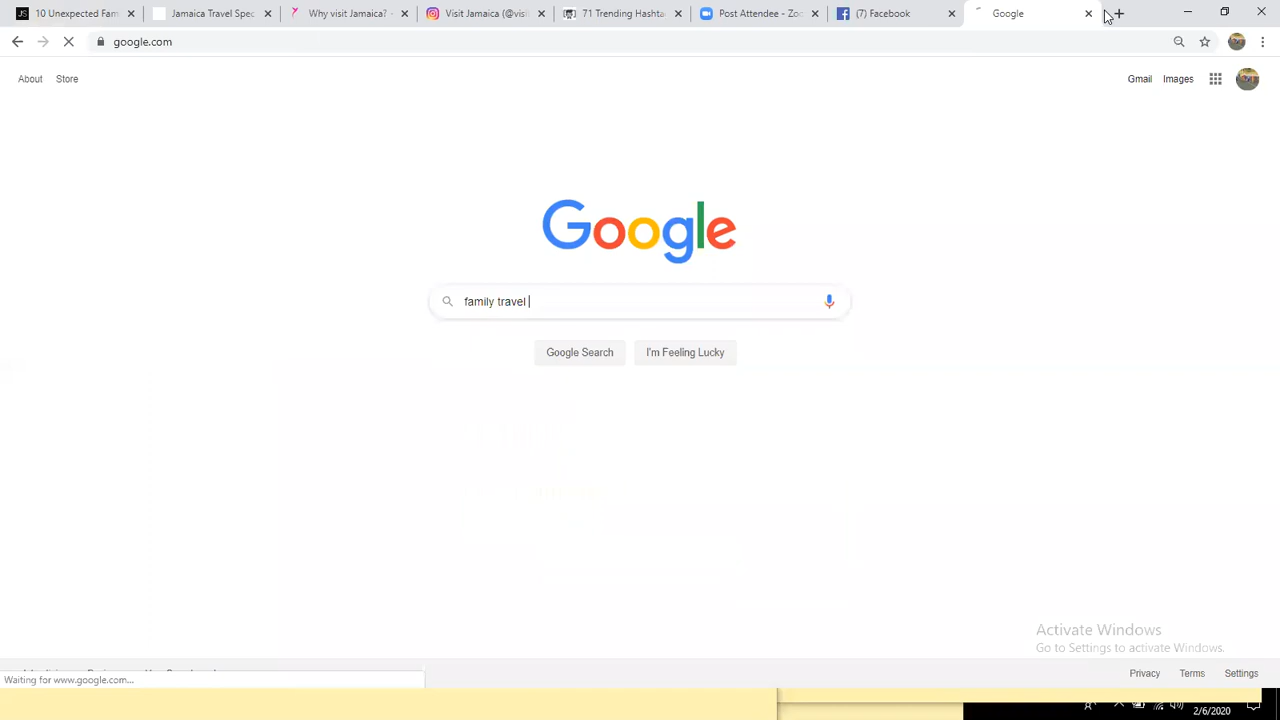 10 Unexpected Fam
Jamaica Travel Spec
Why visit Jamaica? -
Visit Jamaica (@visi
71 Trending Hashta
Post Attendee - Zoo
(7) Facebook
Google
google.com
About
Store
Gmail
Images
Google
family travel
Google Search
I'm Feeling Lucky
Activate Windows
Go to Settings to activate Windows.
Privacy
Terms
Settings
Waiting for www.google.com...
2/6/2020